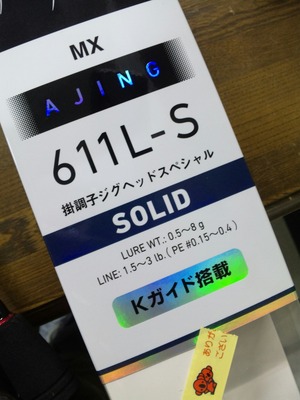 MX
AJING
611L-S
掛調子ジグヘッドスペシャル
SOLID
LURE WT.: 0.5~8 g
LINE: 1.5~3 lb.( PE #0.15~0.4 )
Kガイド搭載